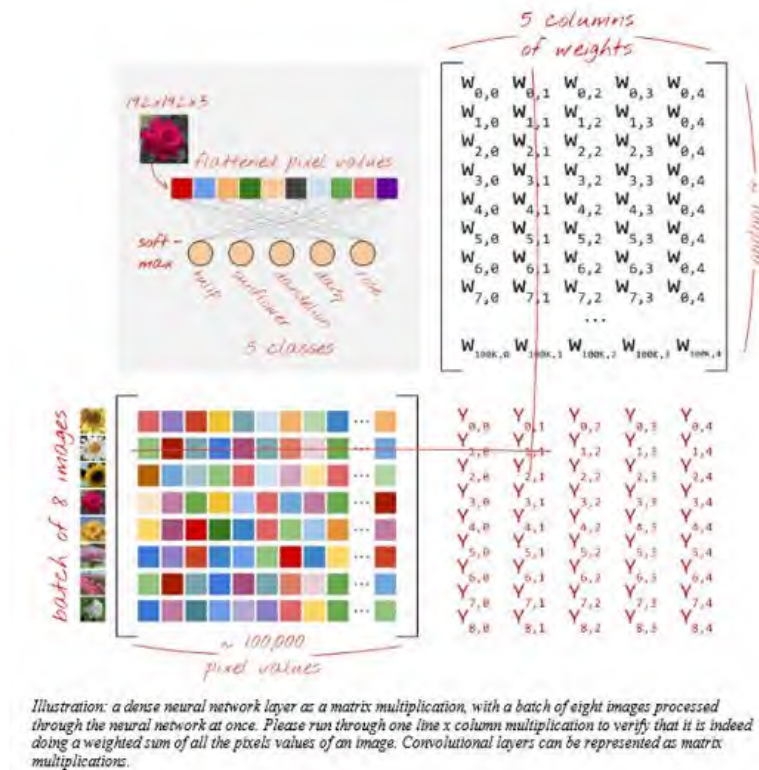 5 columns
of weights
192x192x3
flattened pixel values
soft-
max
tulip
sunflower
dandelion
daisy
rose
5 classes
W0,0 W0,1 W0,2 W0,3 W0,4
W1,0 W1,1 W1,2 W1,3 W0,4
W2,0 W2,1 W2,2 W2,3 W0,4
W3,0 W3,1 W3,2 W3,3 W0,4
W4,0 W4,1 W4,2 W4,3 W0,4
W5,0 W5,1 W5,2 W5,3 W0,4
W6,0 W6,1 W6,2 W6,3 W0,4
W7,0 W7,1 W7,2 W7,3 W0,4
...
W100K,0 W100K,1 W100K,2 W100K,3 W100K,4
batch of 8 images
...
...
...
...
...
...
...
...
~ 100,000
pixel values
Y0,0 Y0,1 Y0,2 Y0,3 Y0,4
Y1,0 Y1,1 Y1,2 Y1,3 Y1,4
Y2,0 Y2,1 Y2,2 Y2,3 Y2,4
Y3,0 Y3,1 Y3,2 Y3,3 Y3,4
Y4,0 Y4,1 Y4,2 Y4,3 Y4,4
Y5,0 Y5,1 Y5,2 Y5,3 Y5,4
Y6,0 Y6,1 Y6,2 Y6,3 Y6,4
Y7,0 Y7,1 Y7,2 Y7,3 Y7,4
Y8,0 Y8,1 Y8,2 Y8,3 Y8,4
Illustration: a dense neural network layer as a matrix multiplication, with a batch of eight images processed
through the neural network at once. Please run through one line x column multiplication to verify that it is indeed
doing a weighted sum of all the pixels values of an image. Convolutional layers can be represented as matrix
multiplications.